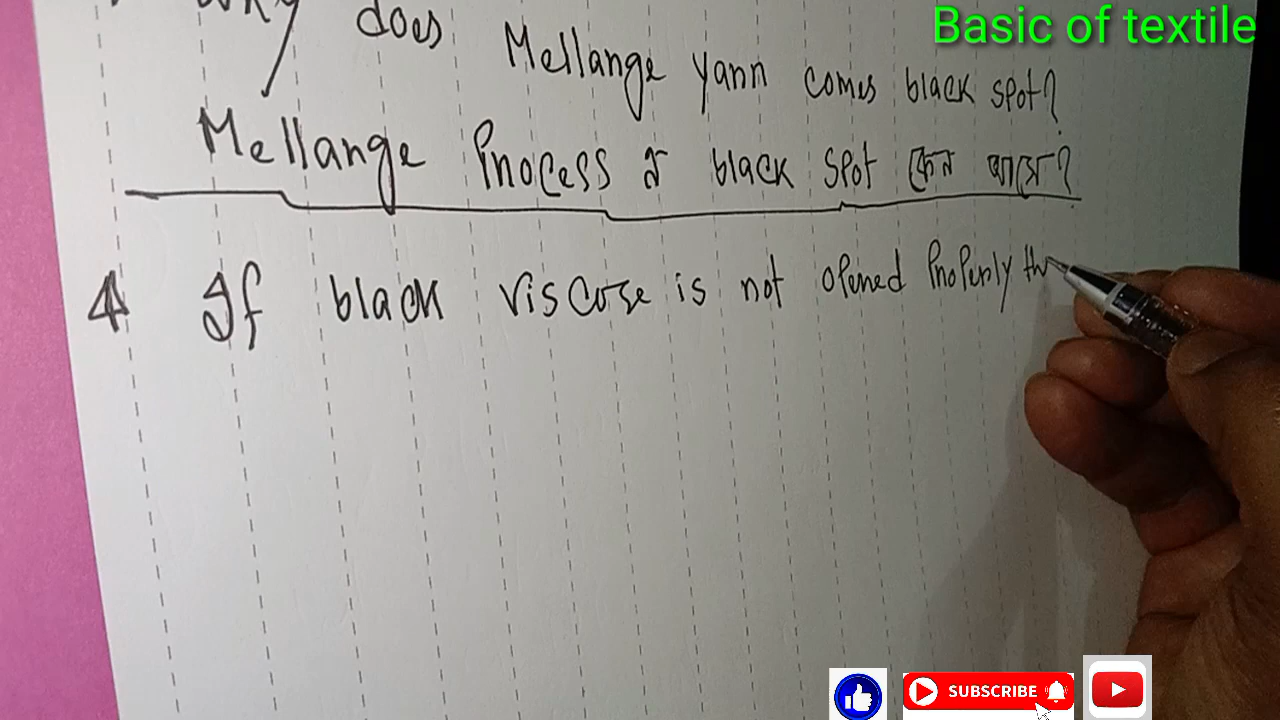 Basic of textile
Why does Mellange yarn comes black spot?
Mellange Process এ black spot কেন আসে?
If black viscose is not opened Properly th
SUBSCRIBE